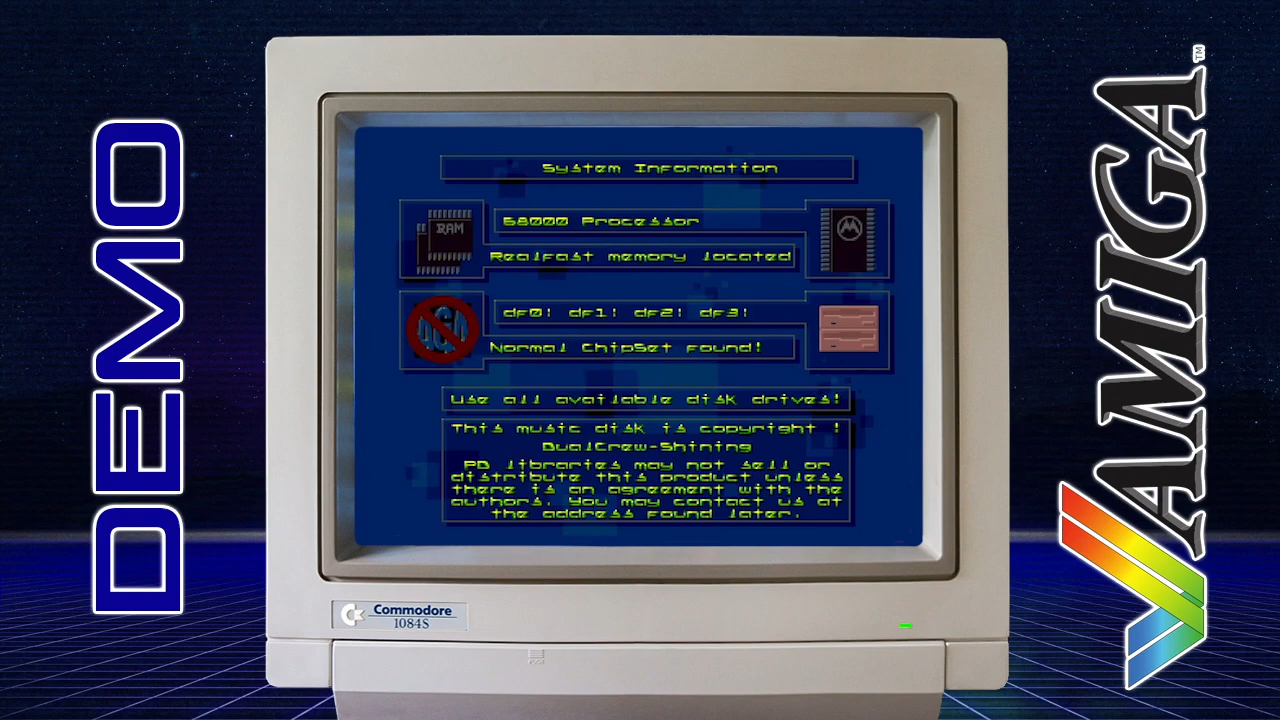 DEMO
System Information
RAM
68000 Processor
Realfast memory located
AGA
df0! df1! df2! df3!
Normal ChipSet found!
Use all available disk drives!
This music disk is copyright !
DualCrew-Shining
PD libraries may not sell or
distribute this product unless
there is an agreement with the
authors. You may contact us at
the address found later.
Commodore
1084S
AMIGA
TM